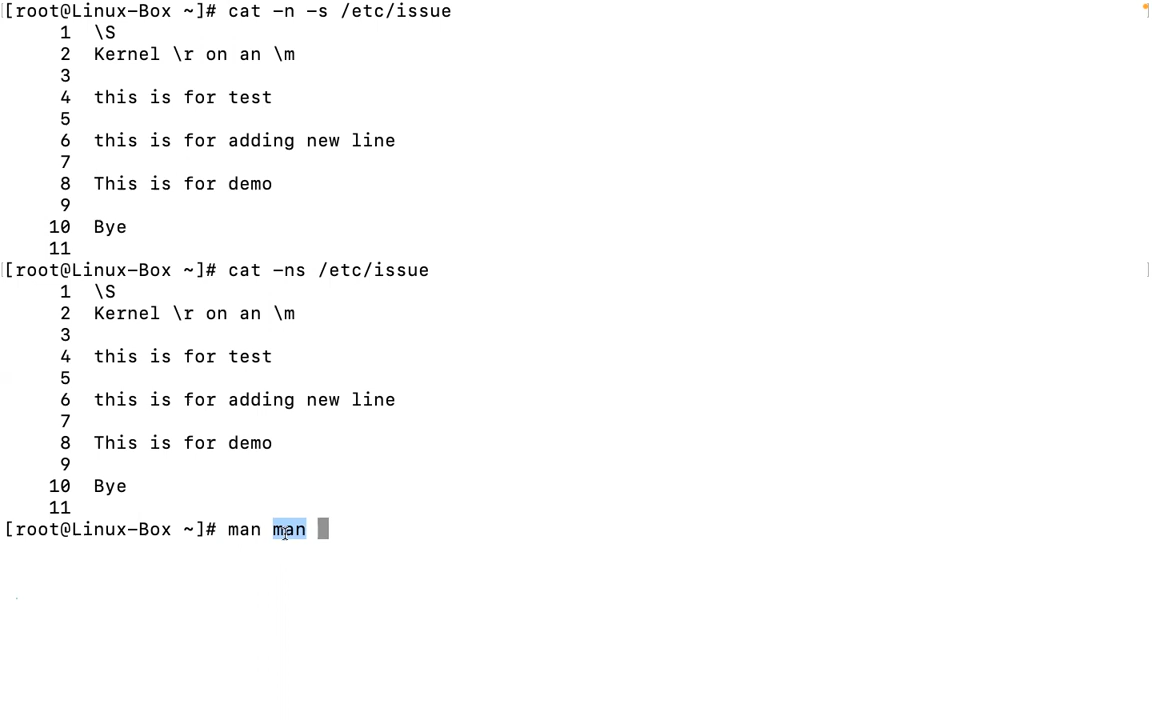 [root@Linux-Box ~]# cat -n -s /etc/issue
     1  \S
     2  Kernel \r on an \m
     3
     4  this is for test
     5
     6  this is for adding new line
     7
     8  This is for demo
     9
    10  Bye
    11
[root@Linux-Box ~]# cat -ns /etc/issue
     1  \S
     2  Kernel \r on an \m
     3
     4  this is for test
     5
     6  this is for adding new line
     7
     8  This is for demo
     9
    10  Bye
    11
[root@Linux-Box ~]# man man